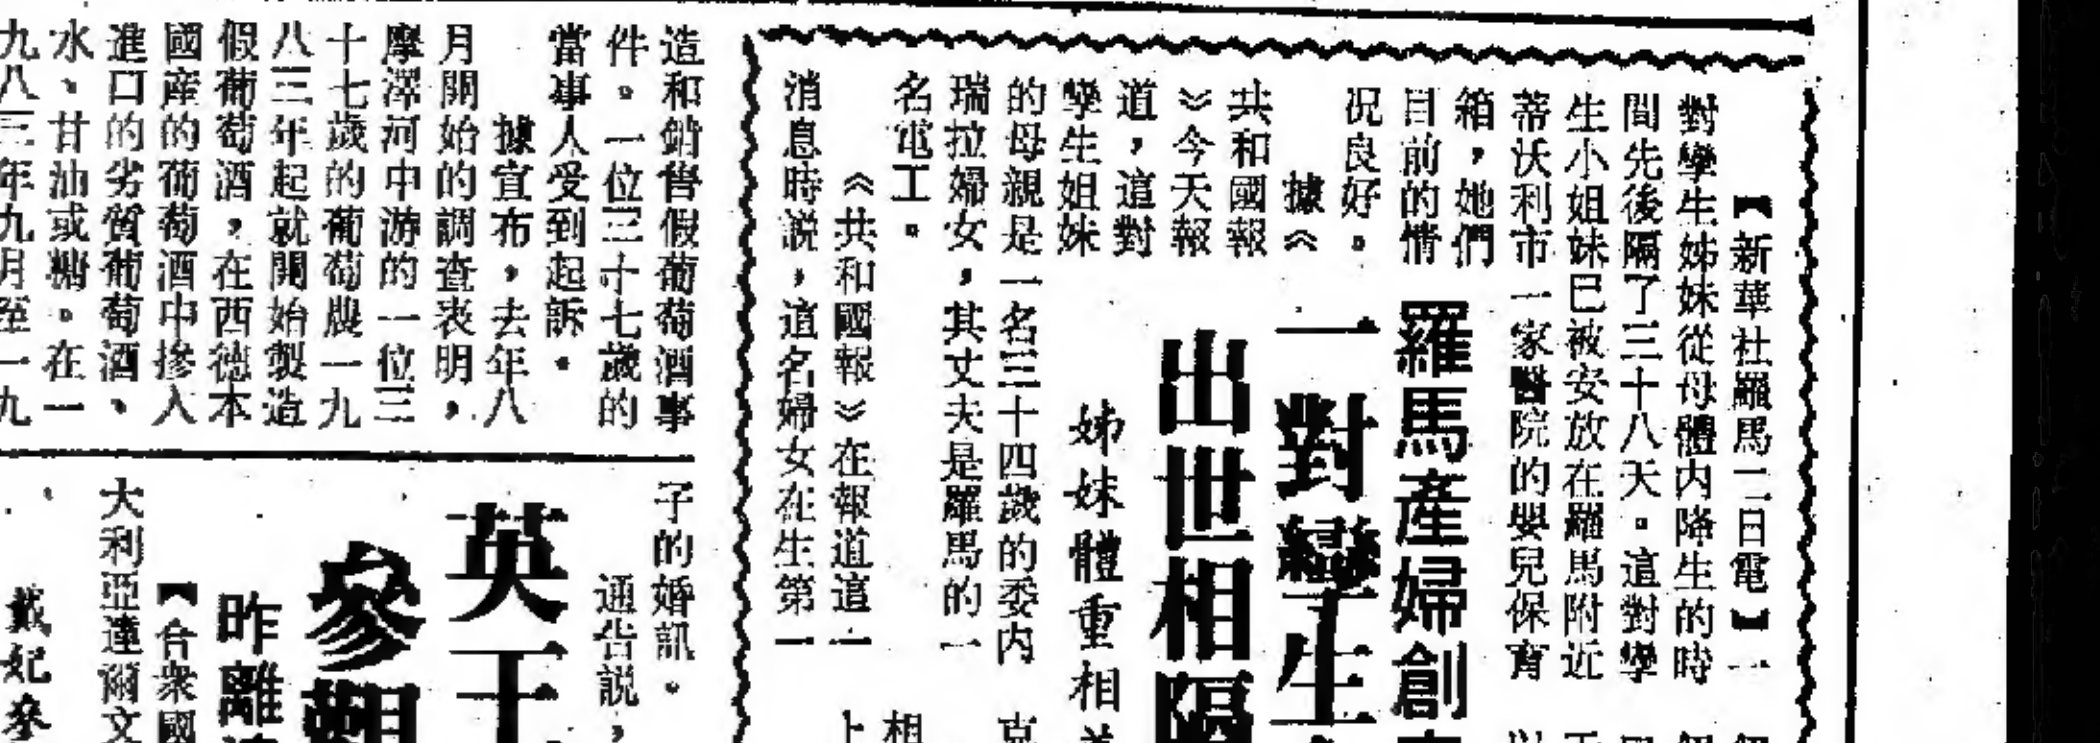 【新華社羅馬一日電】一
對孿生姊妹從母體内降生的時
間先後隔了三十八天。這對孿
生小姐妹已被安放在羅馬附近
蒂沃利市一家醫院的嬰兒保育
箱，她們
目前的情
况良好。
據《
共和國報
》今天報
道，這對
孿生姐妹
的母親是一名三十四歲的委内
瑞拉婦女，其丈夫是羅馬的一
名電工。
《共和國報》在報道這一
消息時説，這名婦女在生第一
羅馬產婦創
一對孿生
出世相隔
姊妹體重相
相
上
造和銷售假葡萄酒事
件。一位三十七歲的
當事人受到起訴。
據宣布，去年八
月開始的調查表明，
摩澤河中游的一位三
十七歲的葡萄農一九
八三年起就開始製造
假葡萄酒，在西德本
國産的葡萄酒中摻入
進口的劣質葡萄酒、
水、甘油或糖。在一
九八三年九月至一九
子的婚訊。
通告説，
英王
參觀
昨離
【合衆國
大利亞達爾文
戴妃參